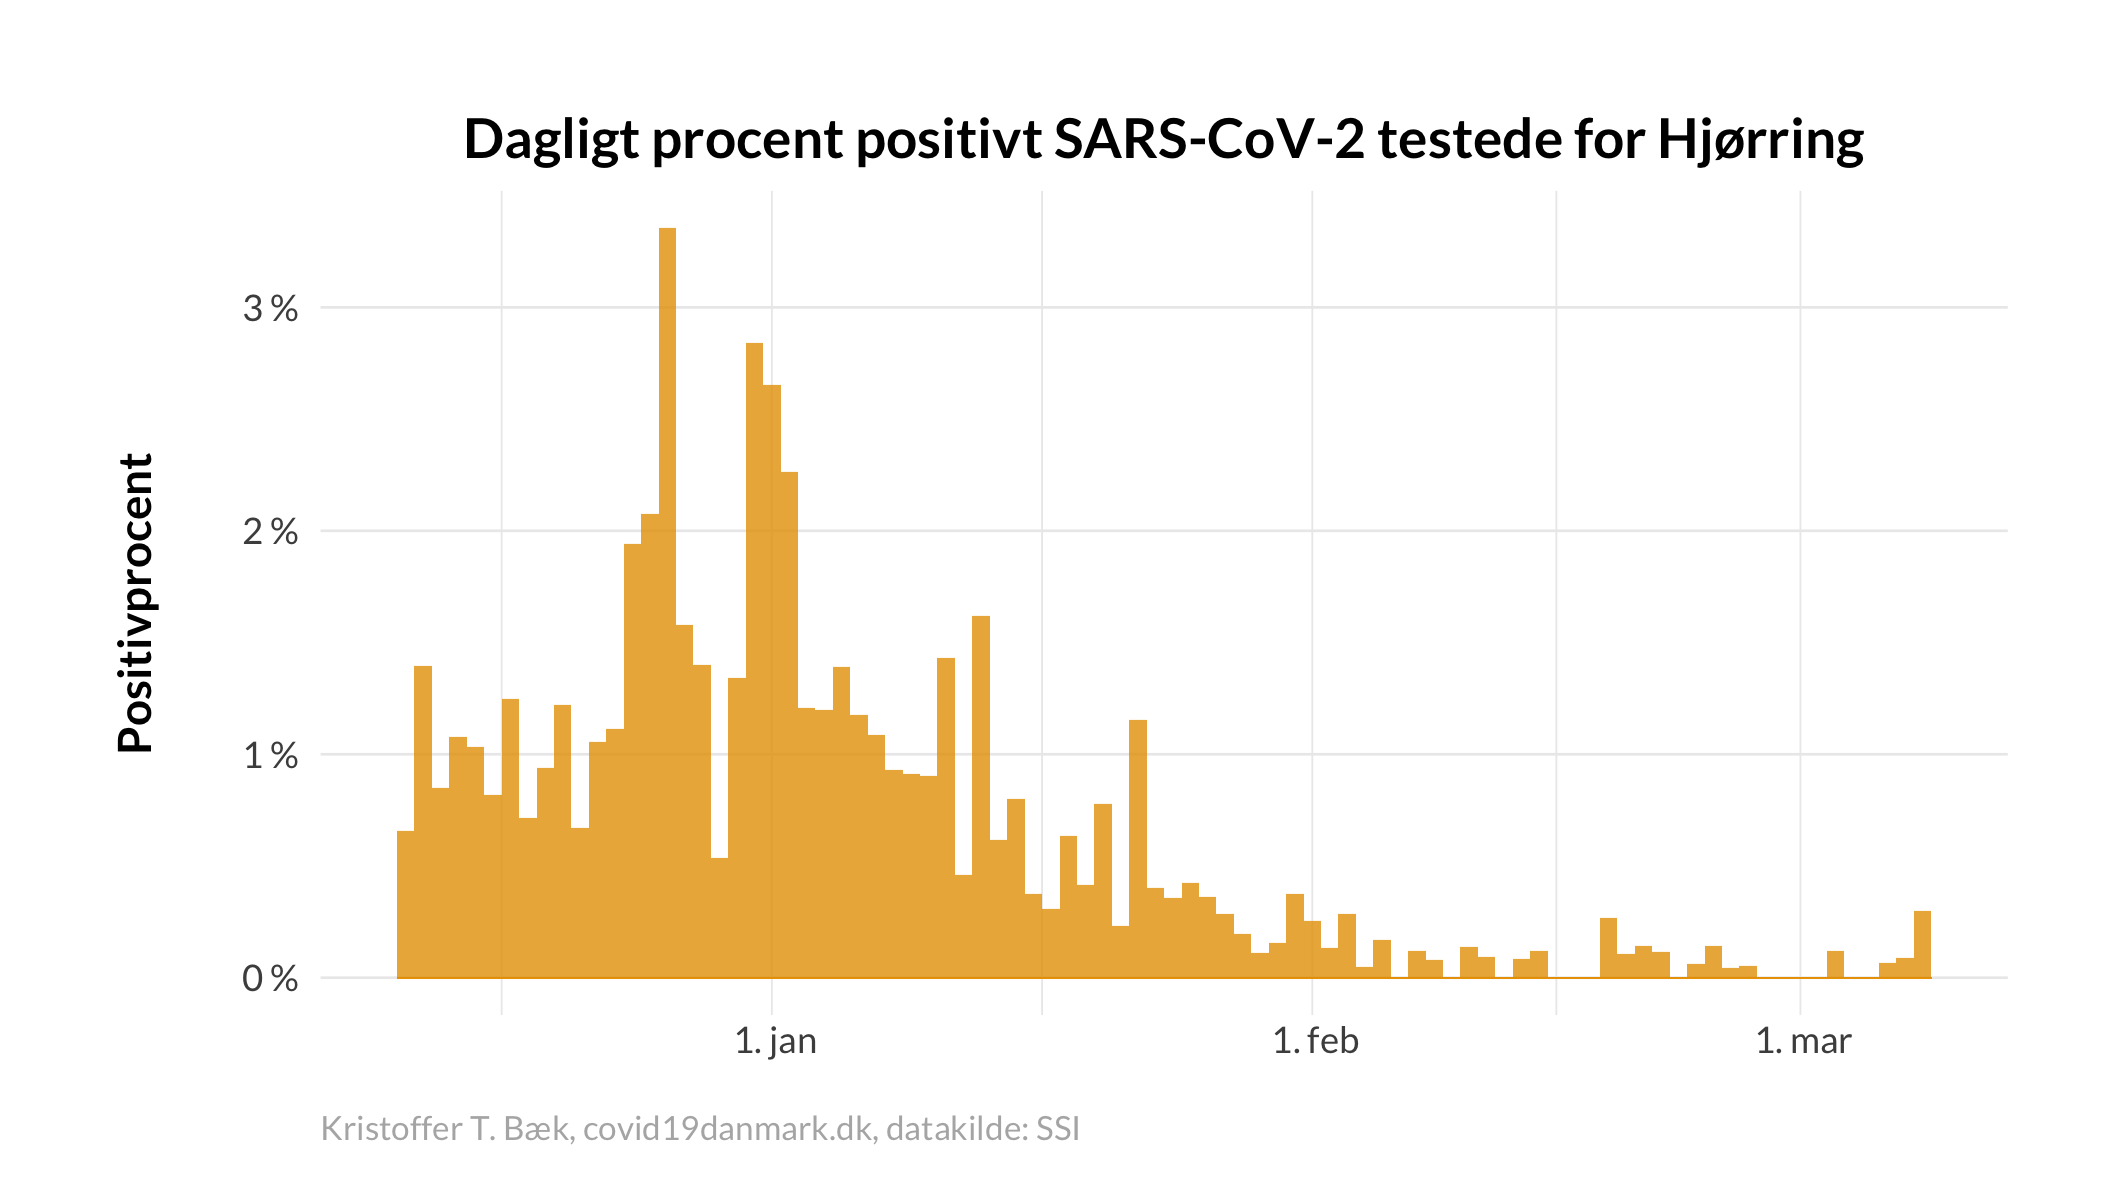 Dagligt procent positivt SARS-CoV-2 testede for Hjørring
Positivprocent
3 %
2 %
1 %
0 %
1. jan
1. feb
1. mar
Kristoffer T. Bæk, covid19danmark.dk, datakilde: SSI